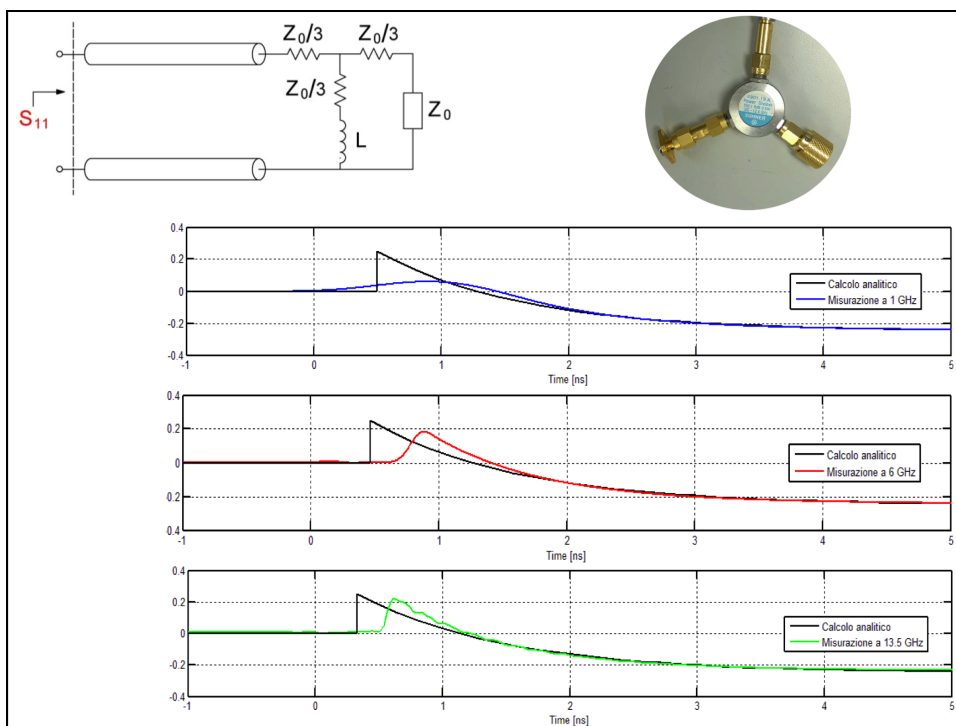 Z₀/3 Z₀/3
Z₀/3
Z₀
S₁₁
L
0.4
0.2
0
-0.2
-0.4
-1 0 1 2 3 4 5
Time [ns]
Calcolo analitico
Misurazione a 1 GHz
0.4
0.2
0
-0.2
-0.4
-1 0 1 2 3 4 5
Time [ns]
Calcolo analitico
Misurazione a 6 GHz
0.4
0.2
0
-0.2
-0.4
-1 0 1 2 3 4 5
Time [ns]
Calcolo analitico
Misurazione a 13.5 GHz